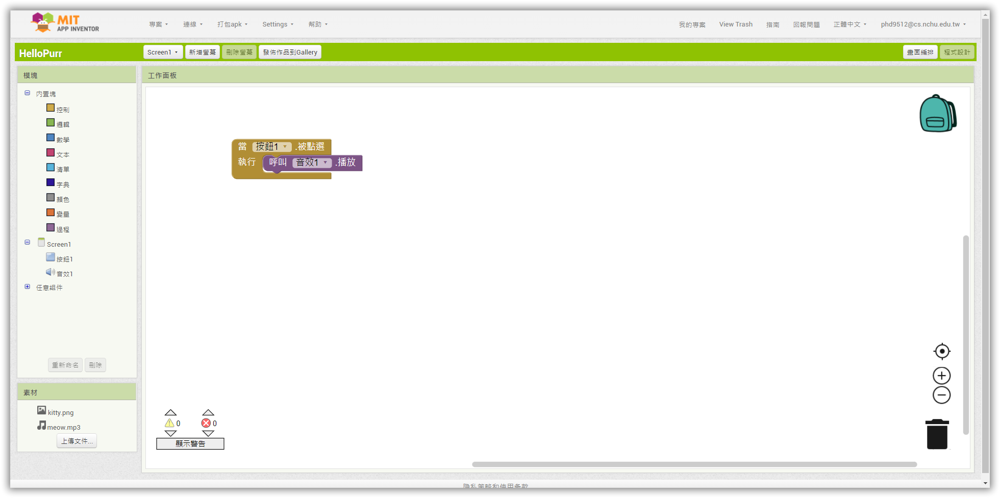 MIT
APP INVENTOR
專案 連線 打包apk Settings 幫助 我的專案 View Trash 指南 回報問題 正體中文 phd9512@cs.nchu.edu.tw
HelloPurr Screen1 新增螢幕 刪除螢幕 發佈作品到Gallery 畫面編排 程式設計
模塊
內置塊
控制
邏輯
數學
文本
清單
字典
顏色
變量
過程
Screen1
按鈕1
音效1
任意組件
重新命名 刪除
素材
kitty.png
meow.mp3
上傳文件...
工作面板
當 按鈕1 .被點選
執行 呼叫 音效1 .播放
0 0
顯示警告
隐私策略和使用条款